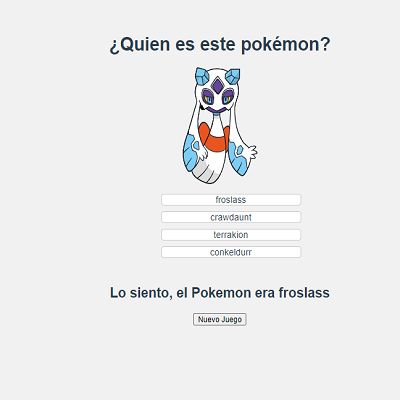 ¿Quien es este pokémon?
froslass
crawdaunt
terrakion
conkeldurr
Lo siento, el Pokemon era froslass
Nuevo Juego